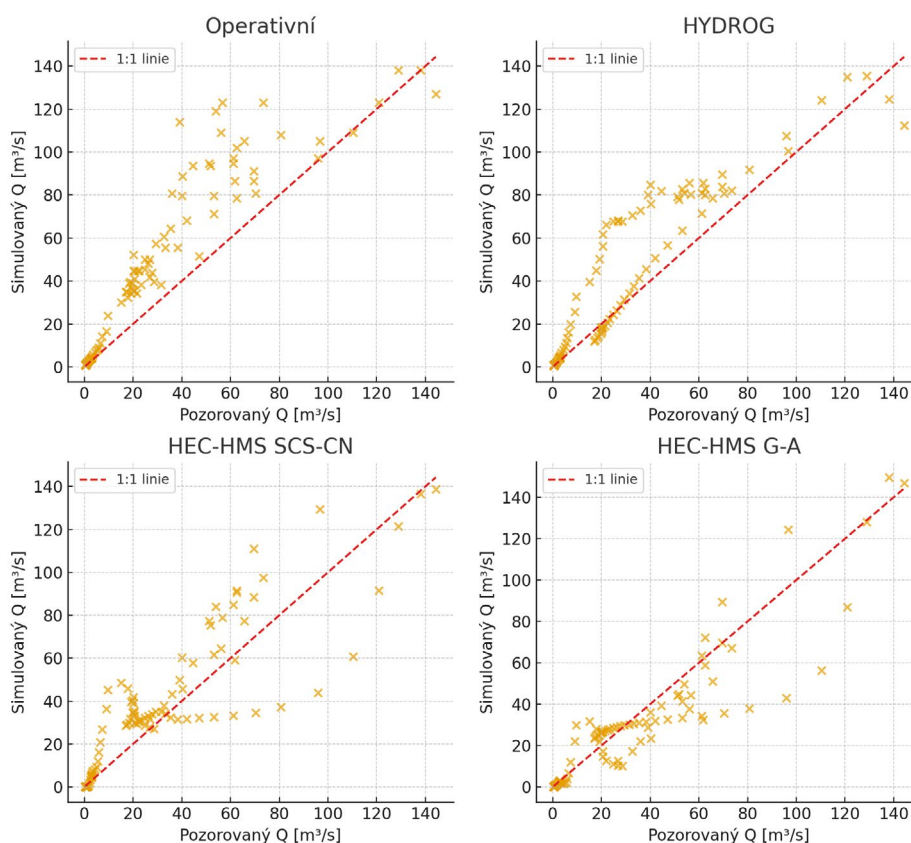 Operativní
1:1 linie
Simulovaný Q [m³/s]
140
120
100
80
60
40
20
0
0 20 40 60 80 100 120 140
Pozorovaný Q [m³/s]
HYDROG
1:1 linie
Simulovaný Q [m³/s]
140
120
100
80
60
40
20
0
0 20 40 60 80 100 120 140
Pozorovaný Q [m³/s]
HEC-HMS SCS-CN
1:1 linie
Simulovaný Q [m³/s]
140
120
100
80
60
40
20
0
0 20 40 60 80 100 120 140
Pozorovaný Q [m³/s]
HEC-HMS G-A
1:1 linie
Simulovaný Q [m³/s]
140
120
100
80
60
40
20
0
0 20 40 60 80 100 120 140
Pozorovaný Q [m³/s]